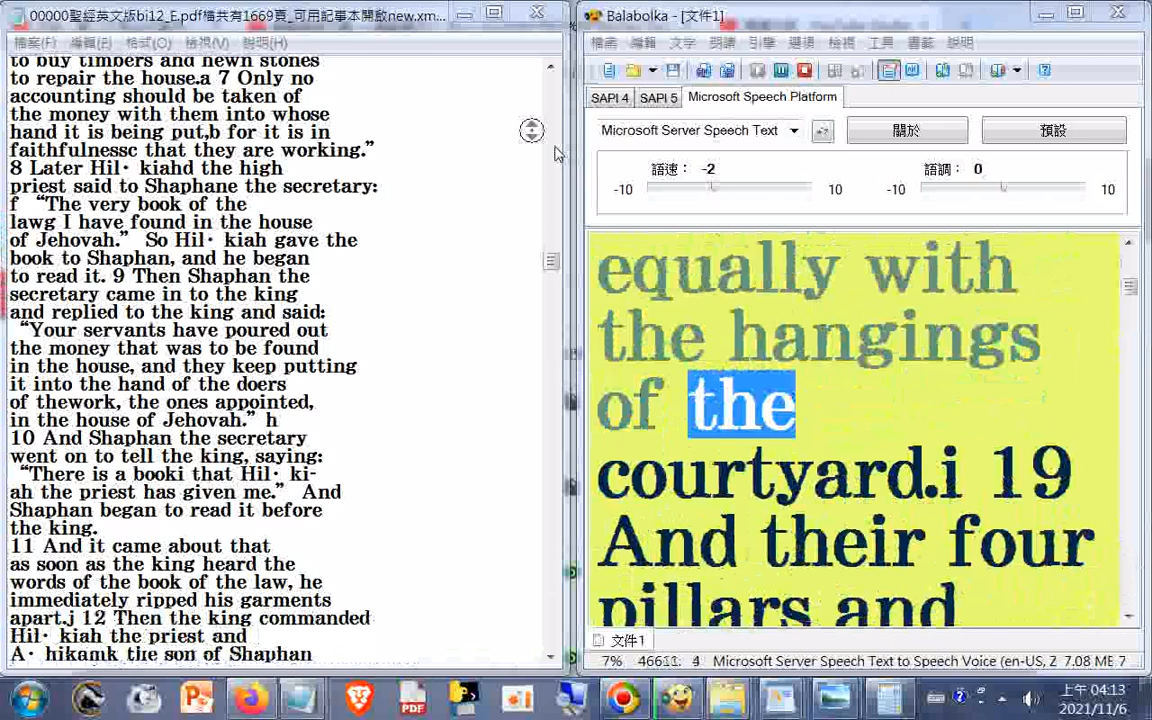 00000聖經英文版bi12_E.pdf檔共有1669頁_可用記事本開啟new.xm...
檔案(F) 編輯(E) 格式(O) 檢視(V) 說明(H)
to buy timbers and hewn stones
to repair the house.a 7 Only no
accounting should be taken of
the money with them into whose
hand it is being put,b for it is in
faithfulnessc that they are working.”
8 Later Hil· kiahd the high
priest said to Shaphane the secretary:
f “The very book of the
lawg I have found in the house
of Jehovah.” So Hil· kiah gave the
book to Shaphan, and he began
to read it. 9 Then Shaphan the
secretary came in to the king
and replied to the king and said:
“Your servants have poured out
the money that was to be found
in the house, and they keep putting
it into the hand of the doers
of thework, the ones appointed,
in the house of Jehovah.” h
10 And Shaphan the secretary
went on to tell the king, saying:
“There is a booki that Hil· ki-
ah the priest has given me.” And
Shaphan began to read it before
the king.
11 And it came about that
as soon as the king heard the
words of the book of the law, he
immediately ripped his garments
apart.j 12 Then the king commanded
Hil· kiah the priest and
A· hikamk the son of Shaphan
Balabolka - [文件1]
檔案 編輯 文字 朗讀 引擎 選項 檢視 工具 書籤 說明
SAPI 4 SAPI 5 Microsoft Speech Platform
Microsoft Server Speech Text 關於 預設
語速： -2 語調： 0
-10 10 -10 10
equally with
the hangings
of the
courtyard.i 19
And their four
pillars and
文件1
7% 46611: 4 Microsoft Server Speech Text to Speech Voice (en-US, Z 7.08 ME 7
PDF
上午 04:13
2021/11/6